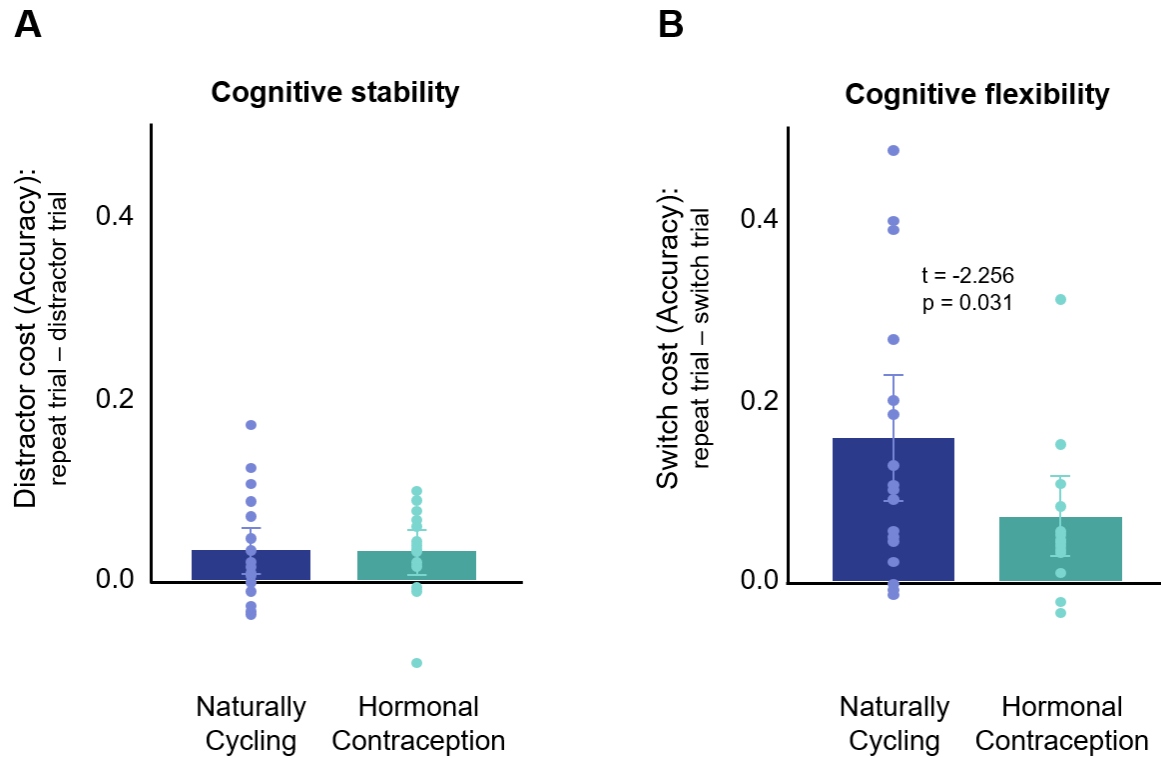 A
Cognitive stability
Distractor cost (Accuracy):
repeat trial – distractor trial
0.4
0.2
0.0
Naturally
Cycling
Hormonal
Contraception
B
Cognitive flexibility
Switch cost (Accuracy):
repeat trial – switch trial
0.4
0.2
0.0
t = -2.256
p = 0.031
Naturally
Cycling
Hormonal
Contraception